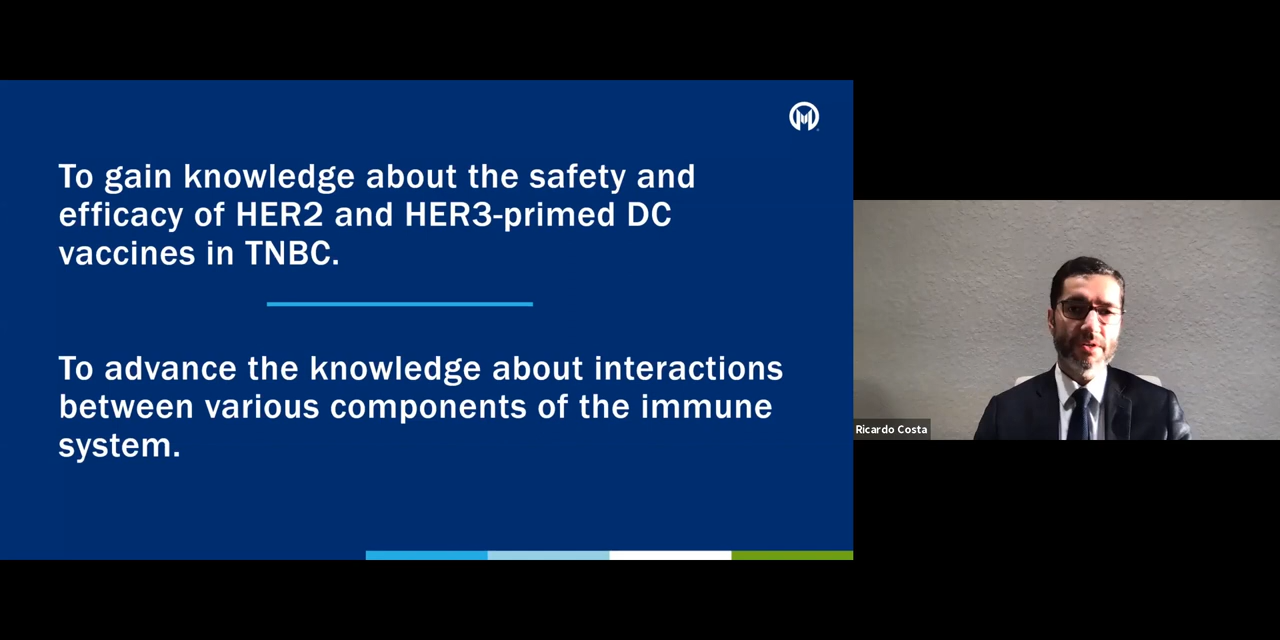 To gain knowledge about the safety and
efficacy of HER2 and HER3-primed DC
vaccines in TNBC.
To advance the knowledge about interactions
between various components of the immune
system.
Ricardo Costa